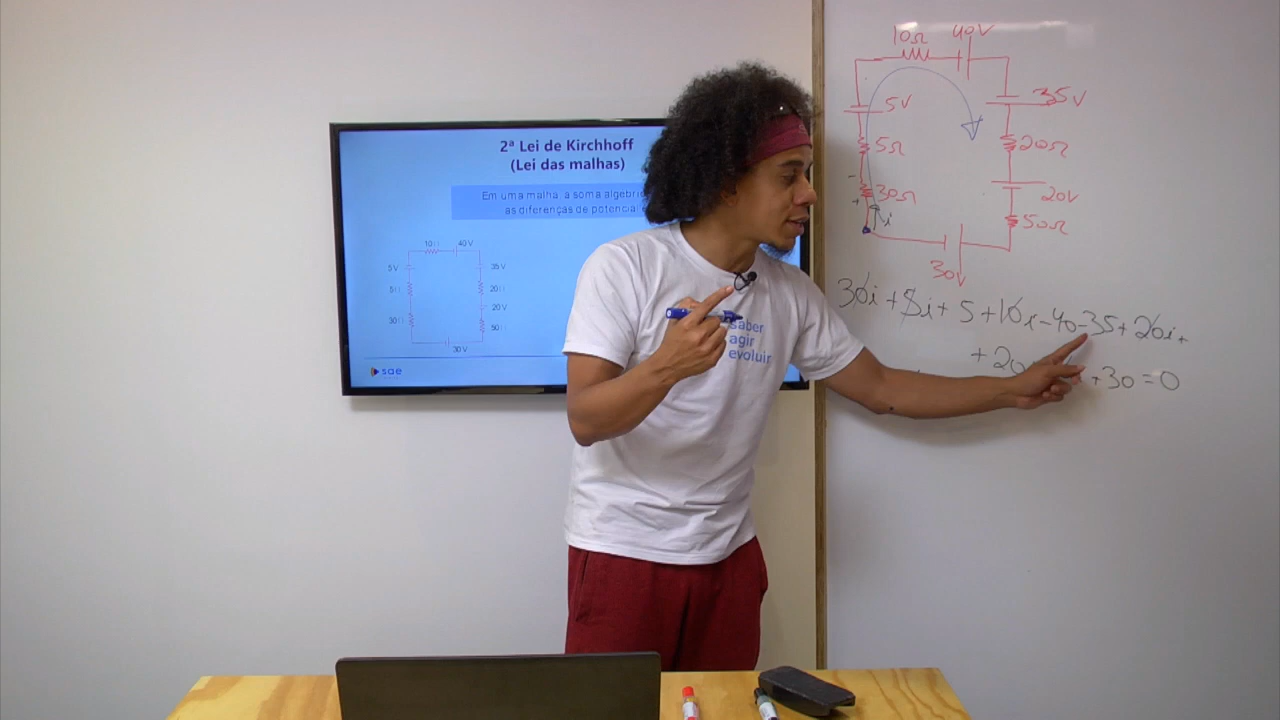 2ª Lei de Kirchhoff
(Lei das malhas)
Em uma malha, a soma algébri
as diferenças de potencial
10Ω 40V
5V 35V
5Ω 20Ω
20V
30Ω 50Ω
30V
sae
saber
agir
evoluir
10Ω 40V
5V 35V
5Ω 20Ω
- 30Ω 20V
+ i 50Ω
30V
30i + 5i + 5 + 10i - 40 - 35 + 20i +
+ 20 + 30 = 0